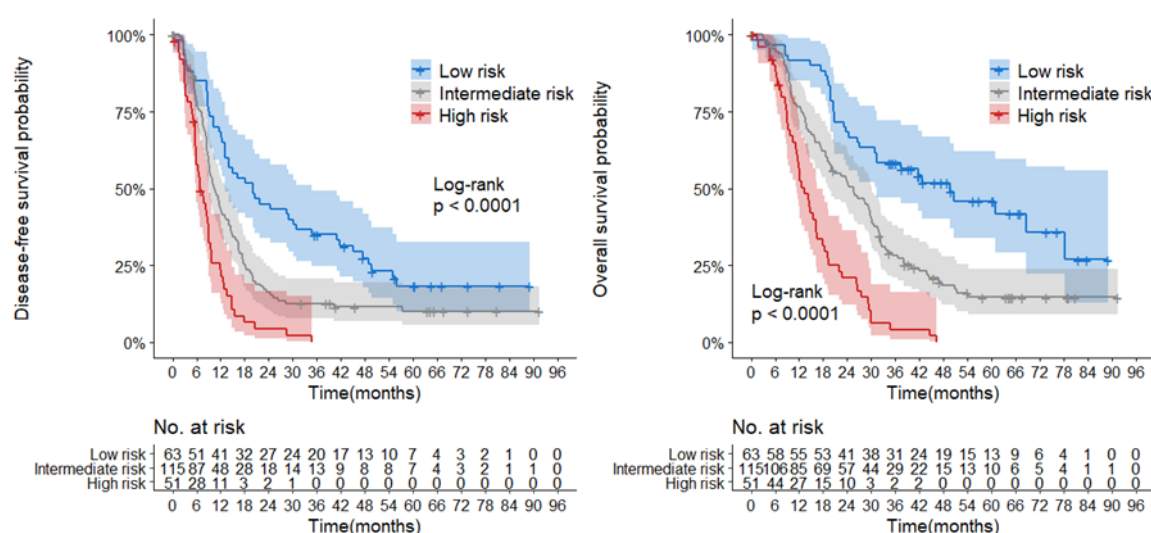 Disease-free survival probability
100%
75%
50%
25%
0%
Low risk
Intermediate risk
High risk
Log-rank
p < 0.0001
0 6 12 18 24 30 36 42 48 54 60 66 72 78 84 90 96
Time(months)
No. at risk
Low risk 63 51 41 32 27 24 20 17 13 10 7 4 3 2 1 0 0
Intermediate risk 115 87 48 28 18 14 13 9 8 8 7 4 3 2 1 1 0
High risk 51 28 11 3 2 1 0 0 0 0 0 0 0 0 0 0 0
0 6 12 18 24 30 36 42 48 54 60 66 72 78 84 90 96
Time(months)
Overall survival probability
100%
75%
50%
25%
0%
Low risk
Intermediate risk
High risk
Log-rank
p < 0.0001
0 6 12 18 24 30 36 42 48 54 60 66 72 78 84 90 96
Time(months)
No. at risk
Low risk 63 58 55 53 41 38 31 24 19 15 13 9 6 4 1 0 0
Intermediate risk 115 106 85 69 57 44 29 22 15 13 10 6 5 4 1 1 0
High risk 51 44 27 15 10 3 2 2 0 0 0 0 0 0 0 0 0
0 6 12 18 24 30 36 42 48 54 60 66 72 78 84 90 96
Time(months)